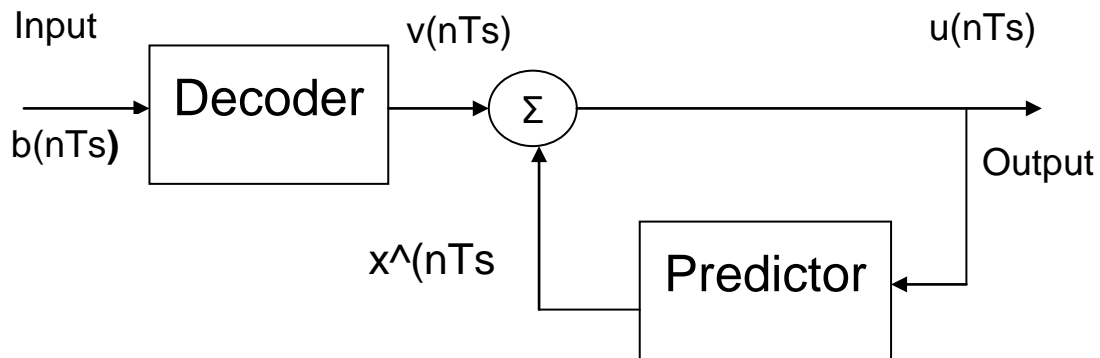 Input
v(nTs)
u(nTs)
Decoder
Σ
b(nTs)
Output
x^(nTs
Predictor